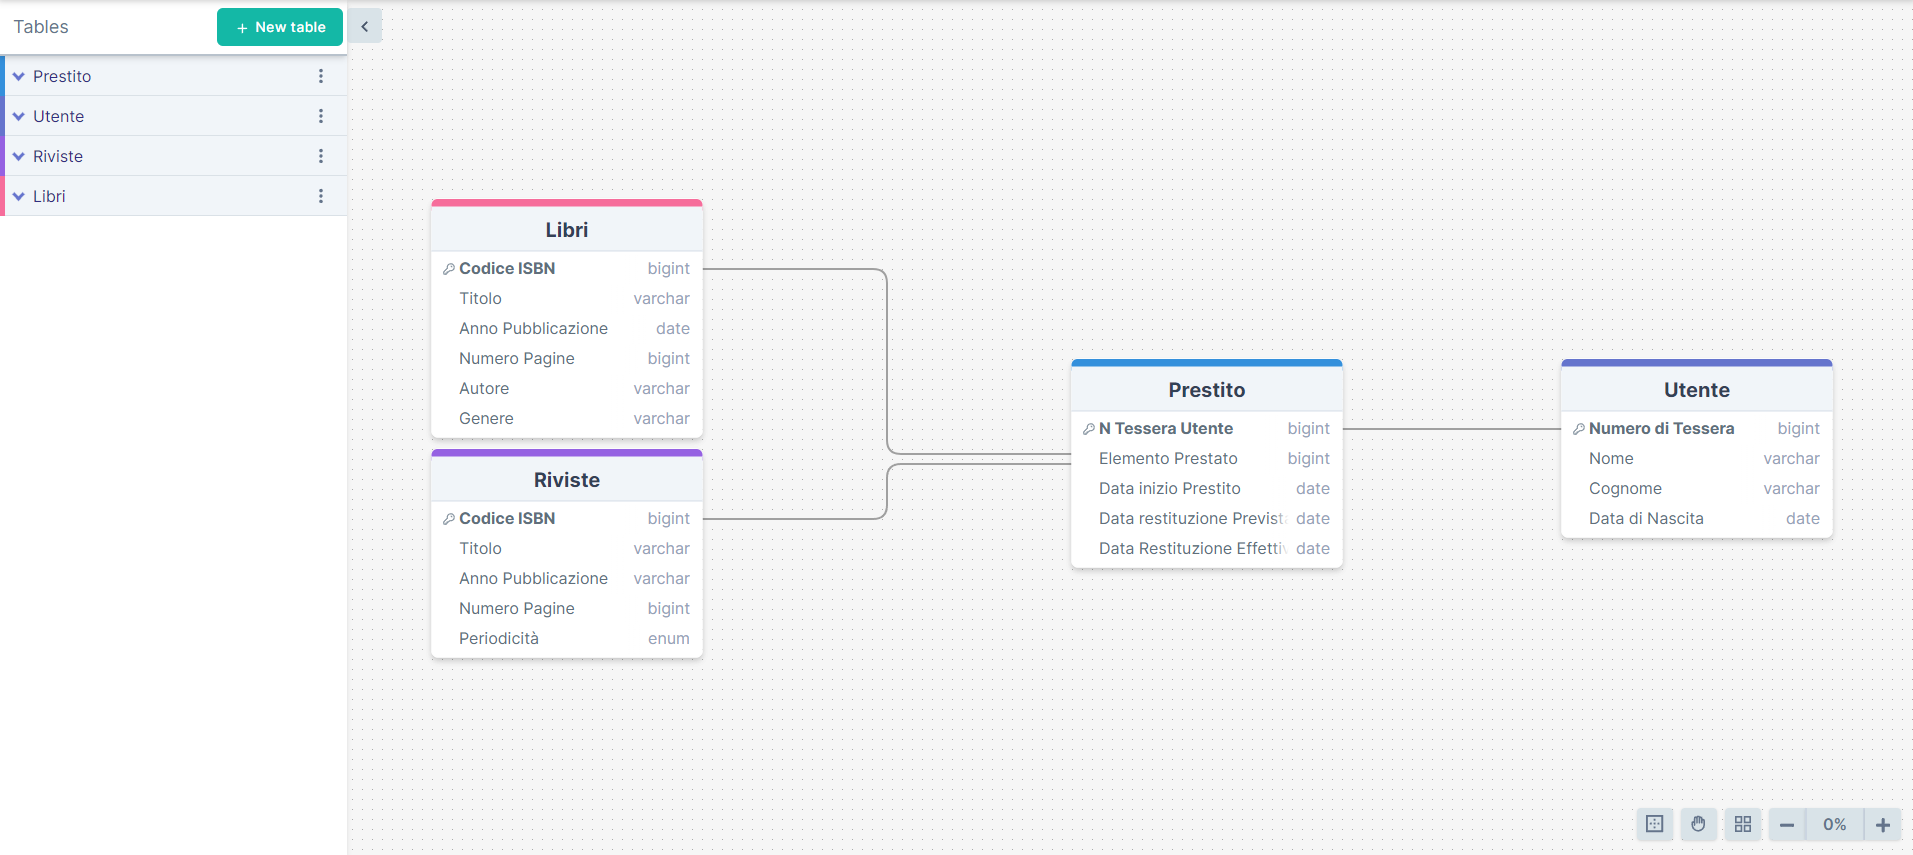 Tables
+ New table
Prestito
Utente
Riviste
Libri
Libri
Codice ISBN bigint
Titolo varchar
Anno Pubblicazione date
Numero Pagine bigint
Autore varchar
Genere varchar
Riviste
Codice ISBN bigint
Titolo varchar
Anno Pubblicazione varchar
Numero Pagine bigint
Periodicità enum
Prestito
N Tessera Utente bigint
Elemento Prestato bigint
Data inizio Prestito date
Data restituzione Previst date
Data Restituzione Effetti date
Utente
Numero di Tessera bigint
Nome varchar
Cognome varchar
Data di Nascita date
0%